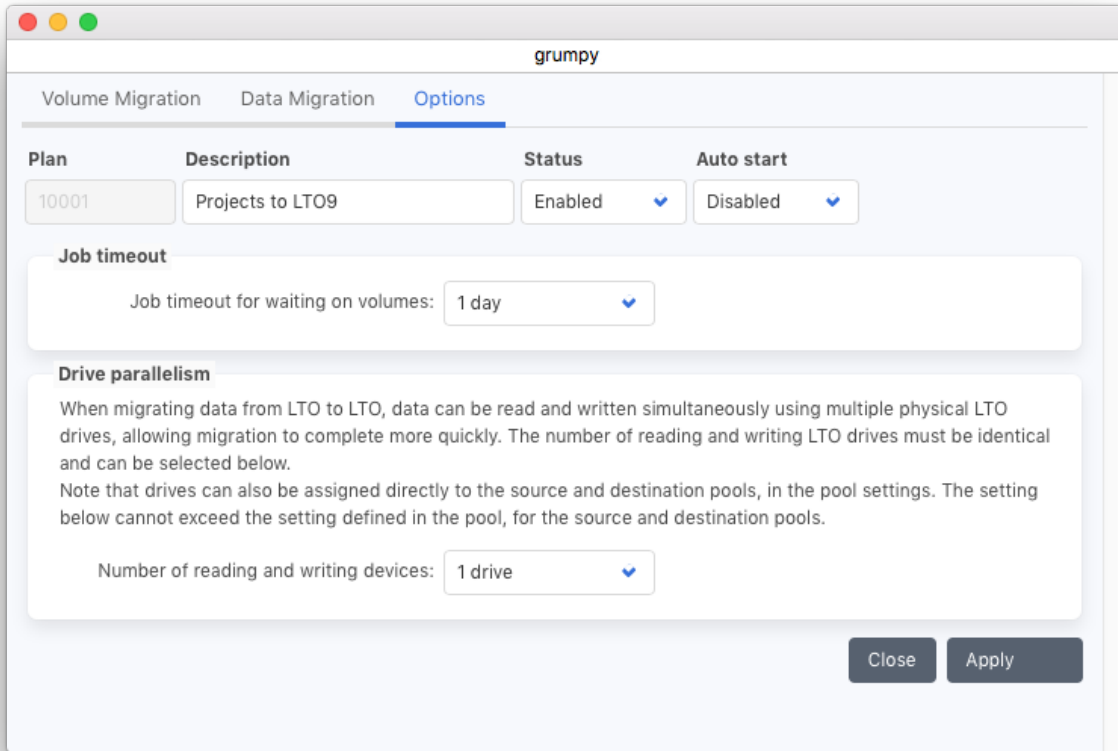 grumpy
Volume Migration Data Migration Options
Plan Description Status Auto start
10001 Projects to LTO9 Enabled Disabled
Job timeout
Job timeout for waiting on volumes: 1 day
Drive parallelism
When migrating data from LTO to LTO, data can be read and written simultaneously using multiple physical LTO
drives, allowing migration to complete more quickly. The number of reading and writing LTO drives must be identical
and can be selected below.
Note that drives can also be assigned directly to the source and destination pools, in the pool settings. The setting
below cannot exceed the setting defined in the pool, for the source and destination pools.
Number of reading and writing devices: 1 drive
Close Apply